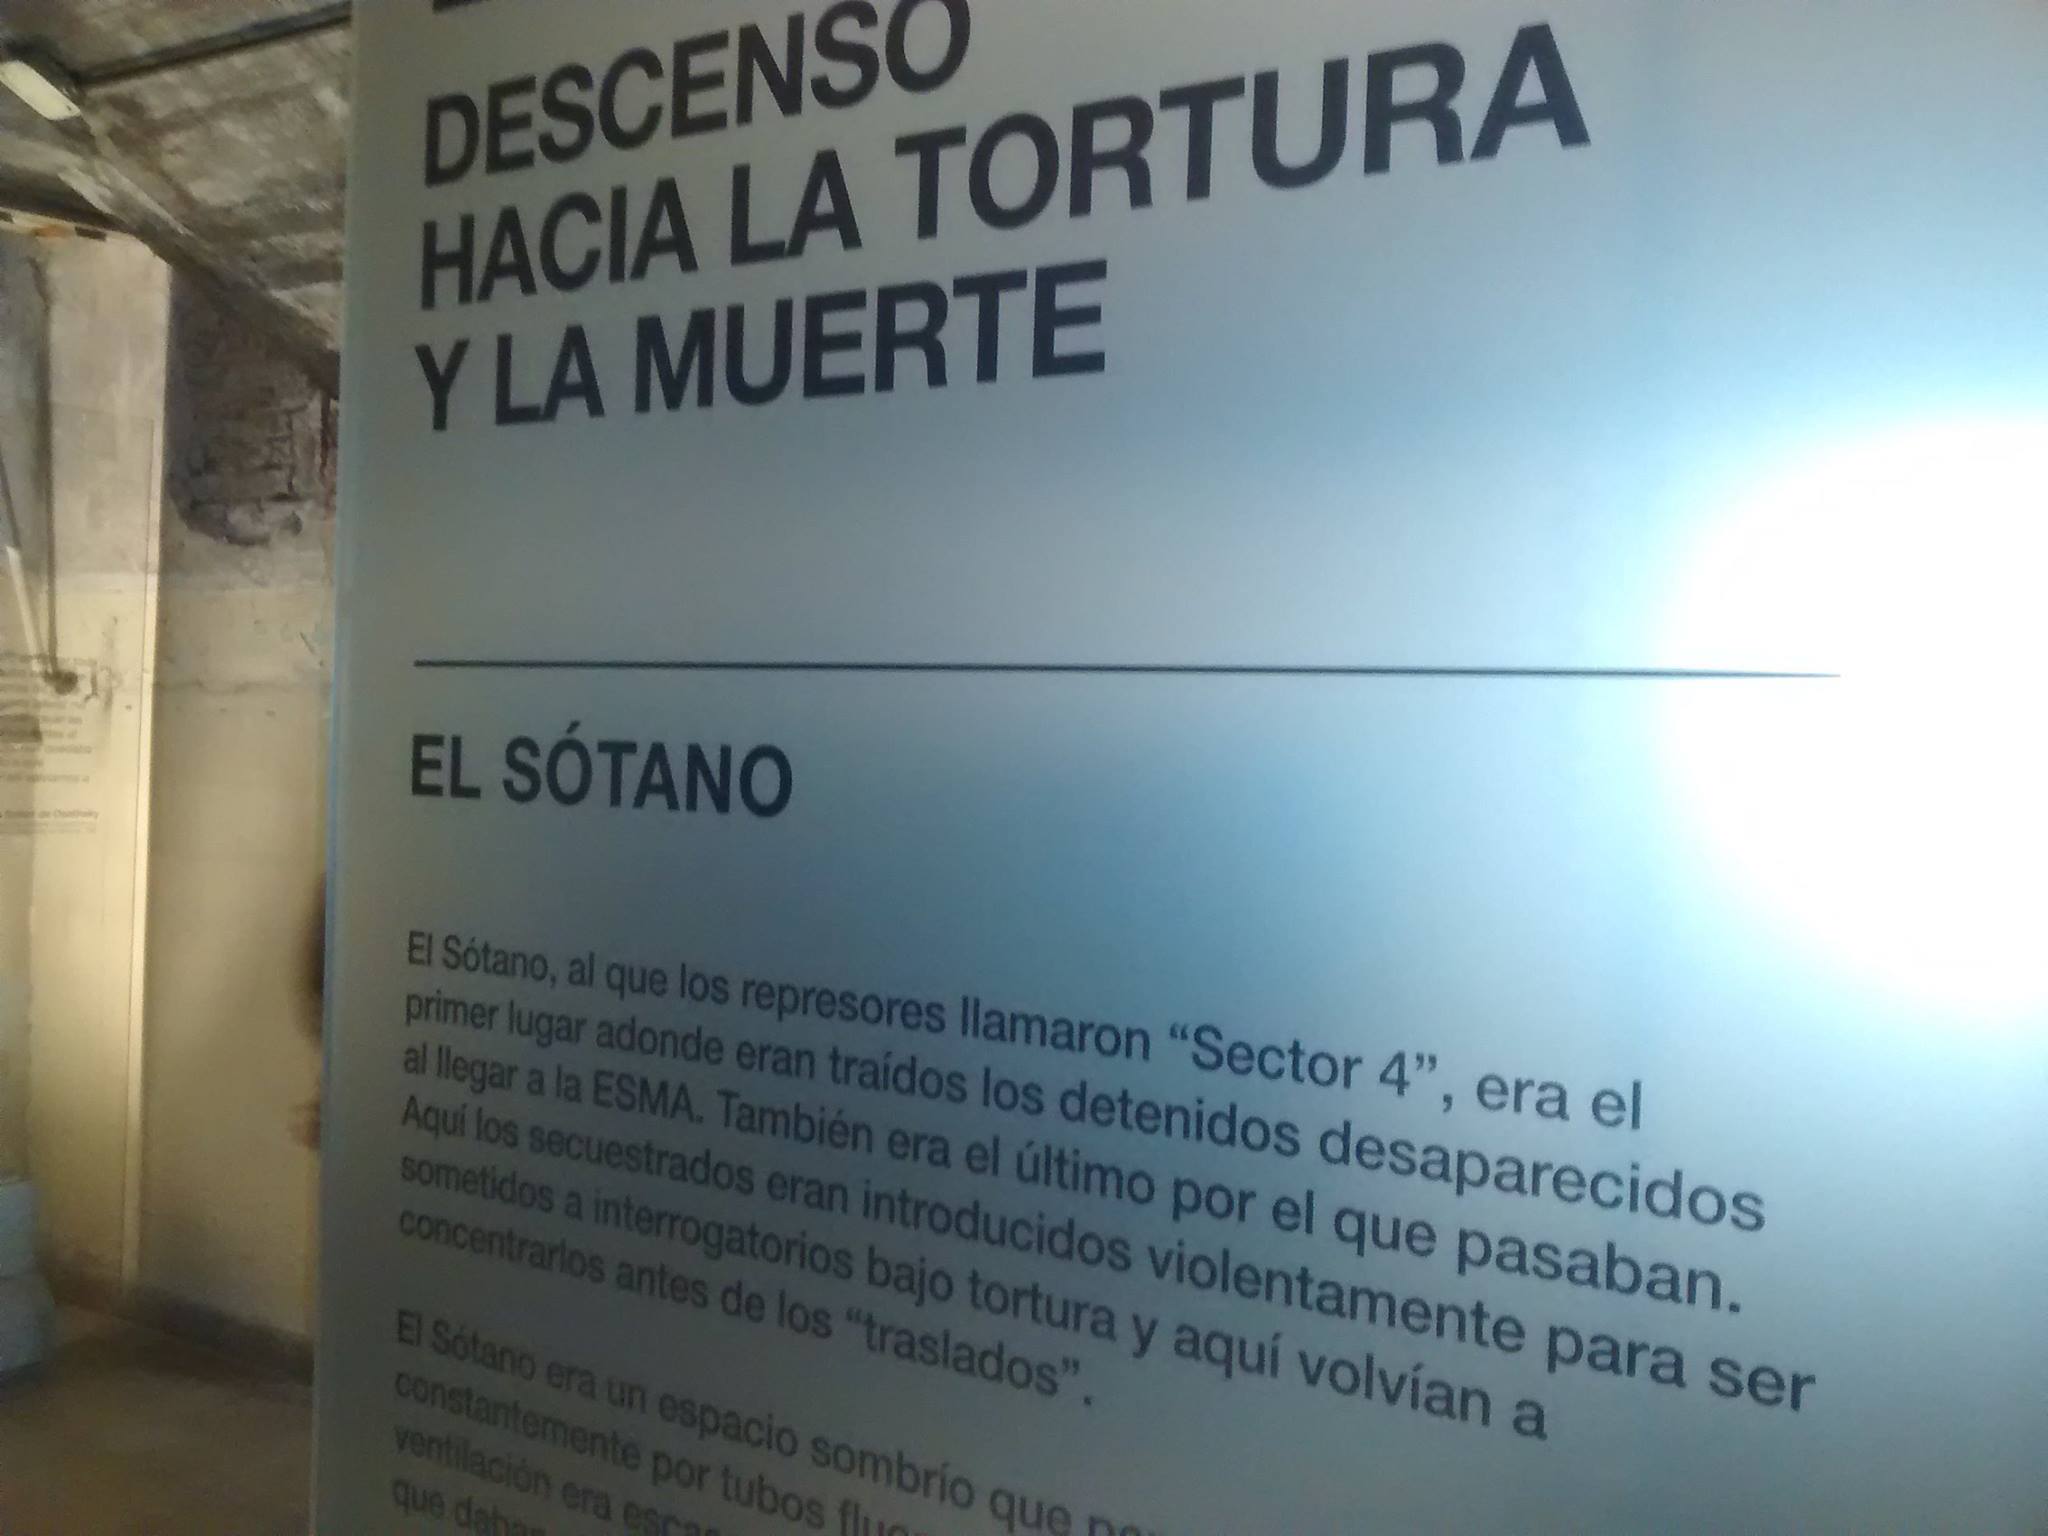 DESCENSO
HACIA LA TORTURA
Y LA MUERTE
EL SÓTANO
El Sótano, al que los represores llamaron “Sector 4”, era el
primer lugar adonde eran traídos los detenidos desaparecidos
al llegar a la ESMA. También era el último por el que pasaban.
Aquí los secuestrados eran introducidos violentamente para ser
sometidos a interrogatorios bajo tortura y aquí volvían a
concentrarlos antes de los “traslados”.
El Sótano era un espacio sombrío que
constantemente por tubos
ventilación era
que